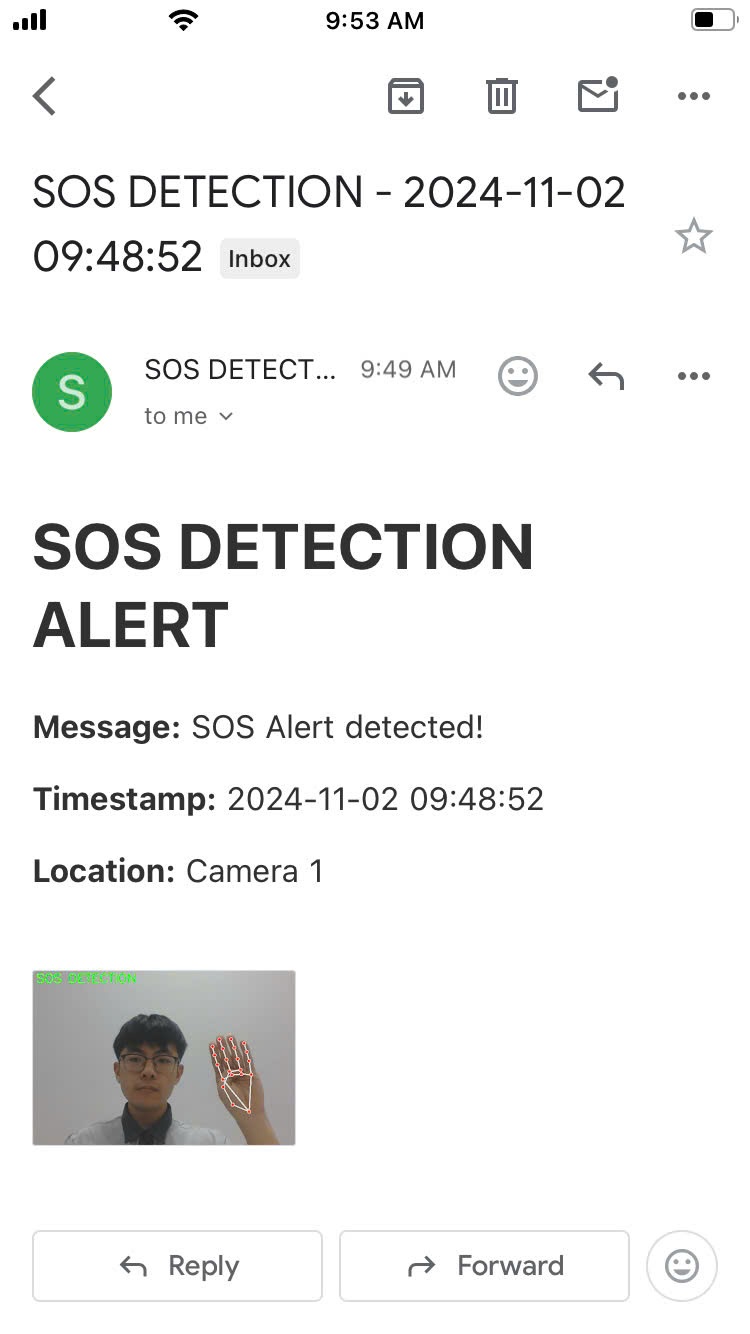 9:53 AM
SOS DETECTION - 2024-11-02
09:48:52 Inbox
S
SOS DETECT... 9:49 AM
to me
SOS DETECTION
ALERT
Message: SOS Alert detected!
Timestamp: 2024-11-02 09:48:52
Location: Camera 1
SOS DETECTION
Reply
Forward